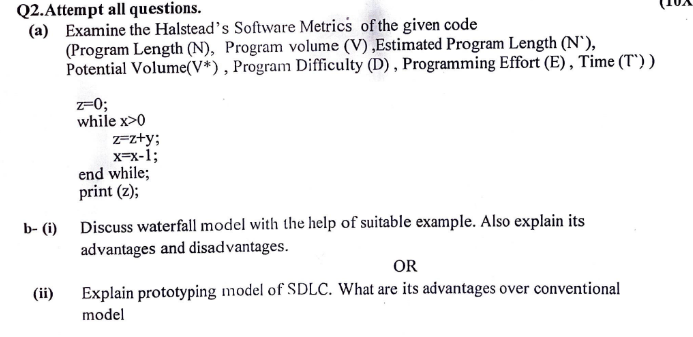 Q2.Attempt all questions.
(a) Examine the Halstead's Software Metrics of the given code
(Program Length (N), Program volume (V) ,Estimated Program Length (N`),
Potential Volume(V*) , Program Difficulty (D) , Programming Effort (E) , Time (T`) )
z=0;
while x>0
z=z+y;
x=x-1;
end while;
print (z);
b- (i) Discuss waterfall model with the help of suitable example. Also explain its
advantages and disadvantages.
OR
(ii) Explain prototyping model of SDLC. What are its advantages over conventional
model